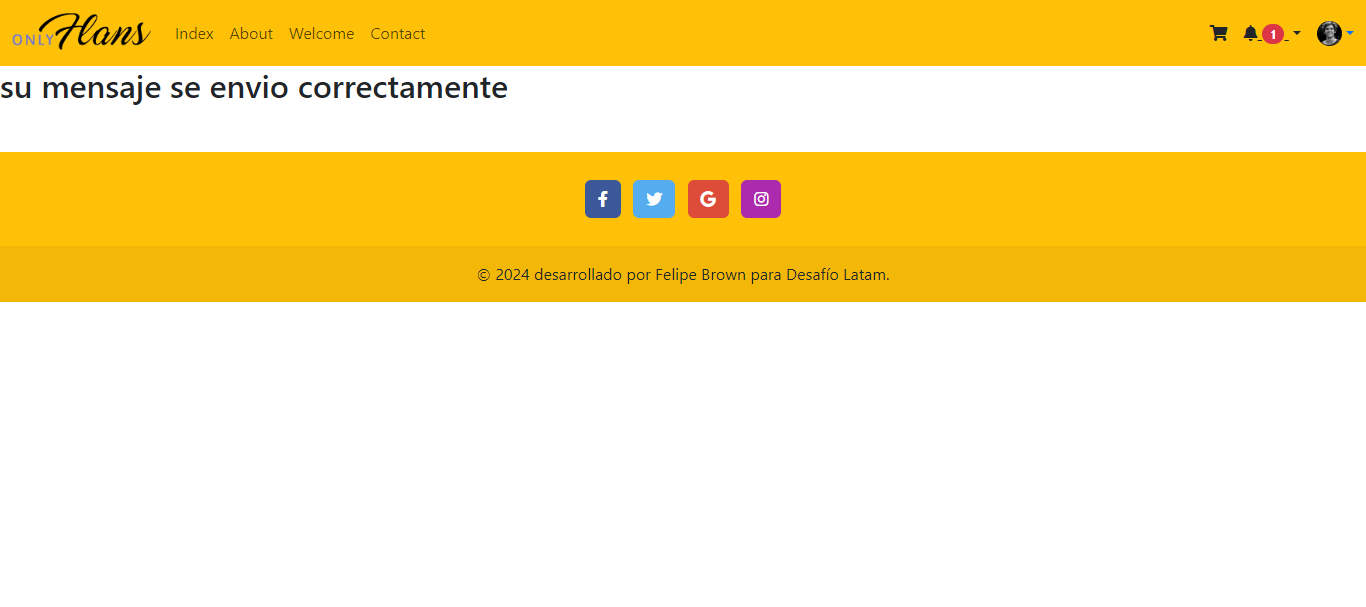 ONLY Flans
Index About Welcome Contact
1
su mensaje se envio correctamente
© 2024 desarrollado por Felipe Brown para Desafío Latam.